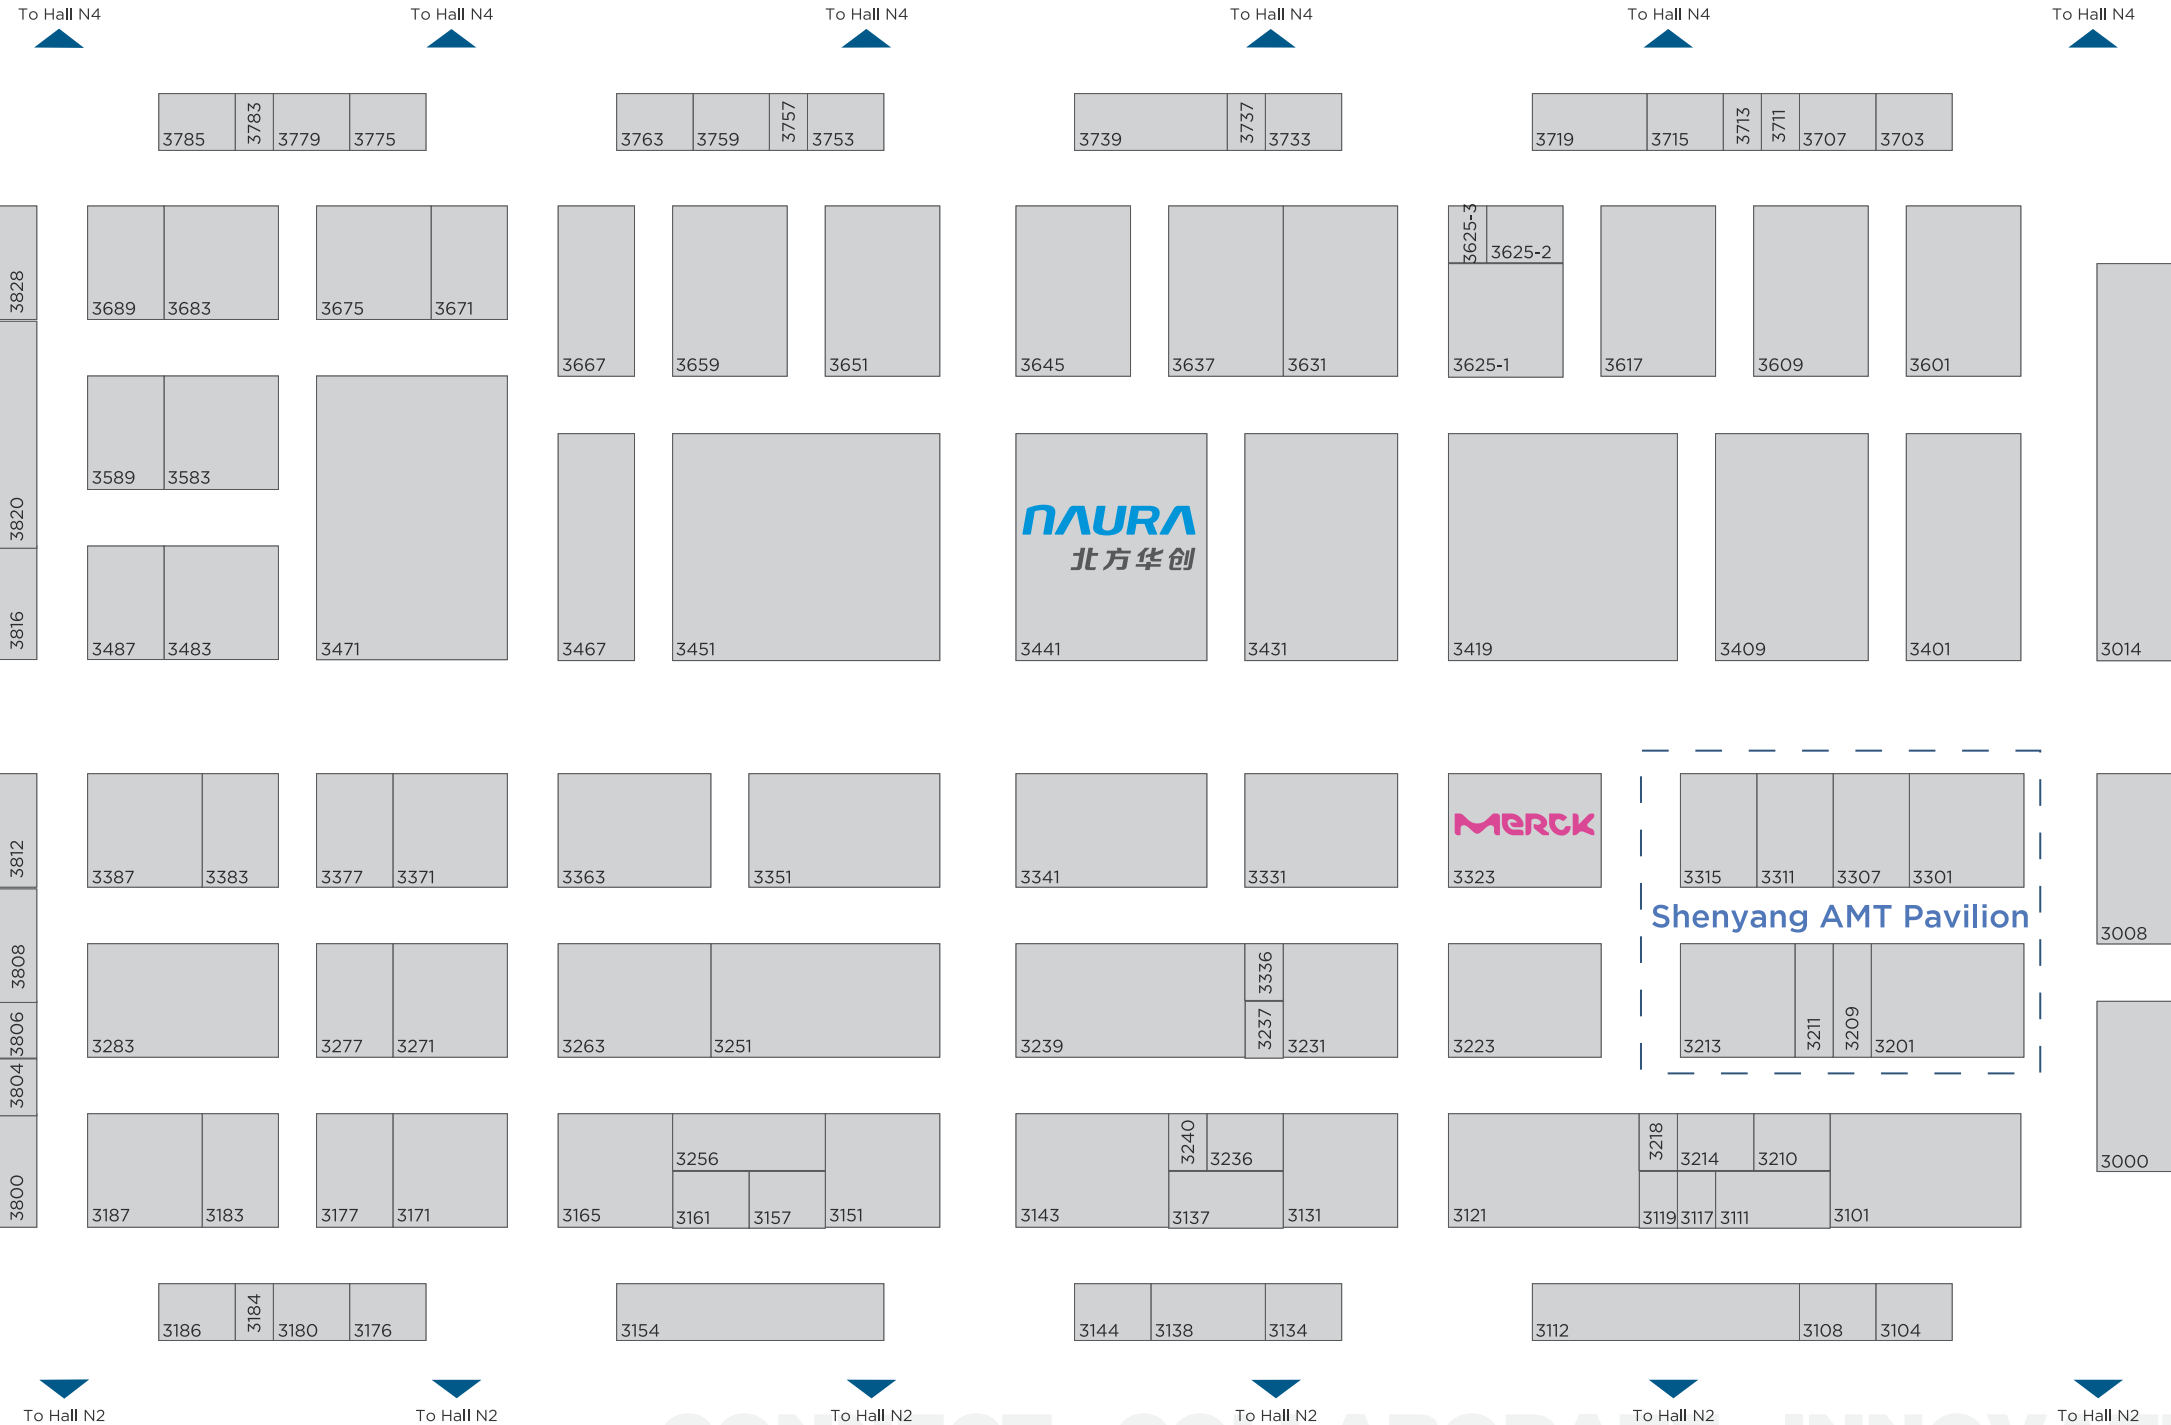 To Hall N4 To Hall N4 To Hall N4 To Hall N4 To Hall N4 To Hall N4
3785 3783 3779 3775 3763 3759 3757 3753 3739 3737 3733 3719 3715 3713 3711 3707 3703
3828 3689 3683 3675 3671 3625-3 3625-2
3667 3659 3651 3645 3637 3631 3625-1 3617 3609 3601
3820 3589 3583
NAURA
北方华创
3816 3487 3483 3471 3467 3451 3441 3431 3419 3409 3401 3014
MERCK
3812 3387 3383 3377 3371 3363 3351 3341 3331 3323 3315 3311 3307 3301
Shenyang AMT Pavilion
3808 3336 3008
3806 3283 3277 3271 3263 3251 3239 3237 3231 3223 3213 3211 3209 3201
3804
3256 3240 3236 3218 3214 3210 3000
3800 3187 3183 3177 3171 3165 3161 3157 3151 3143 3137 3131 3121 3119 3117 3111 3101
3186 3184 3180 3176 3154 3144 3138 3134 3112 3108 3104
To Hall N2 To Hall N2 To Hall N2 To Hall N2 To Hall N2 To Hall N2